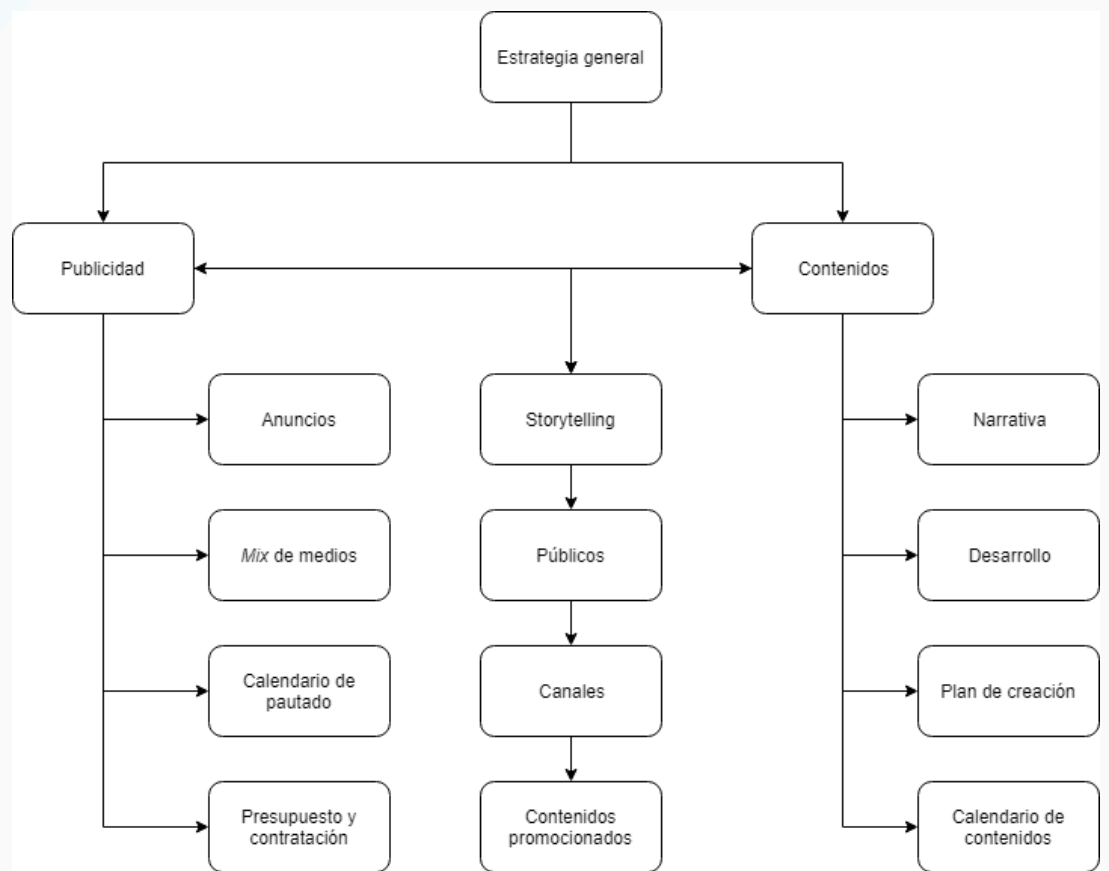 Estrategia general
Publicidad
Contenidos
Anuncios
Storytelling
Narrativa
Mix de medios
Públicos
Desarrollo
Calendario de
pautado
Canales
Plan de creación
Presupuesto y
contratación
Contenidos
promocionados
Calendario de
contenidos